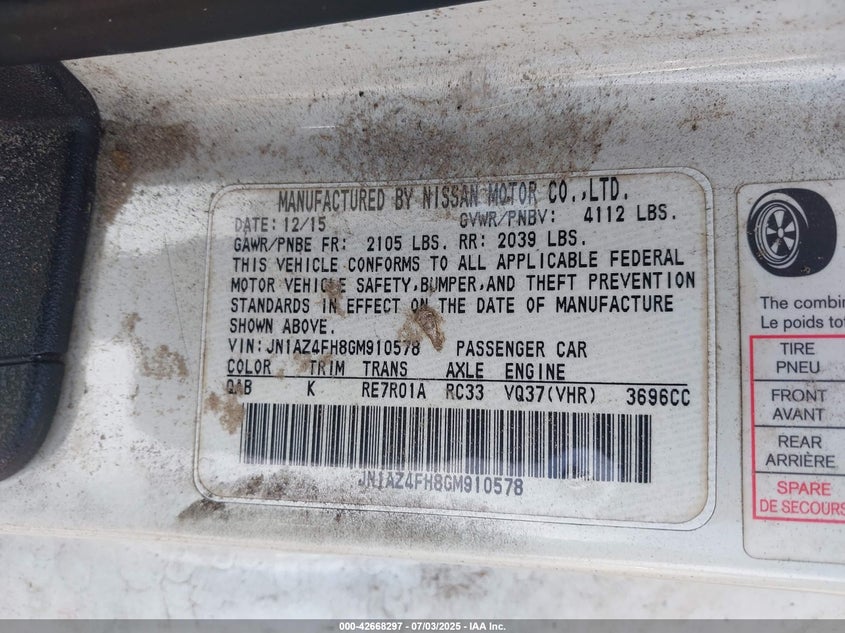 MANUFACTURED BY NISSAN MOTOR CO.,LTD.
DATE: 12/15 GVWR/PNBV: 4112 LBS.
GAWR/PNBE FR: 2105 LBS. RR: 2039 LBS.
THIS VEHICLE CONFORMS TO ALL APPLICABLE FEDERAL
MOTOR VEHICLE SAFETY,BUMPER,AND THEFT PREVENTION
STANDARDS IN EFFECT ON THE DATE OF MANUFACTURE
SHOWN ABOVE.
VIN:JN1AZ4FH8GM910578 PASSENGER CAR
COLOR TRIM TRANS AXLE ENGINE
QAB K RE7R01A RC33 VQ37(VHR) 3696CC
JN1AZ4FH8GM910578
The combin
Le poids tot
TIRE
PNEU
FRONT
AVANT
REAR
ARRIÈRE
SPARE
DE SECOURS
000-42668297 - 07/03/2025 - IAA Inc.